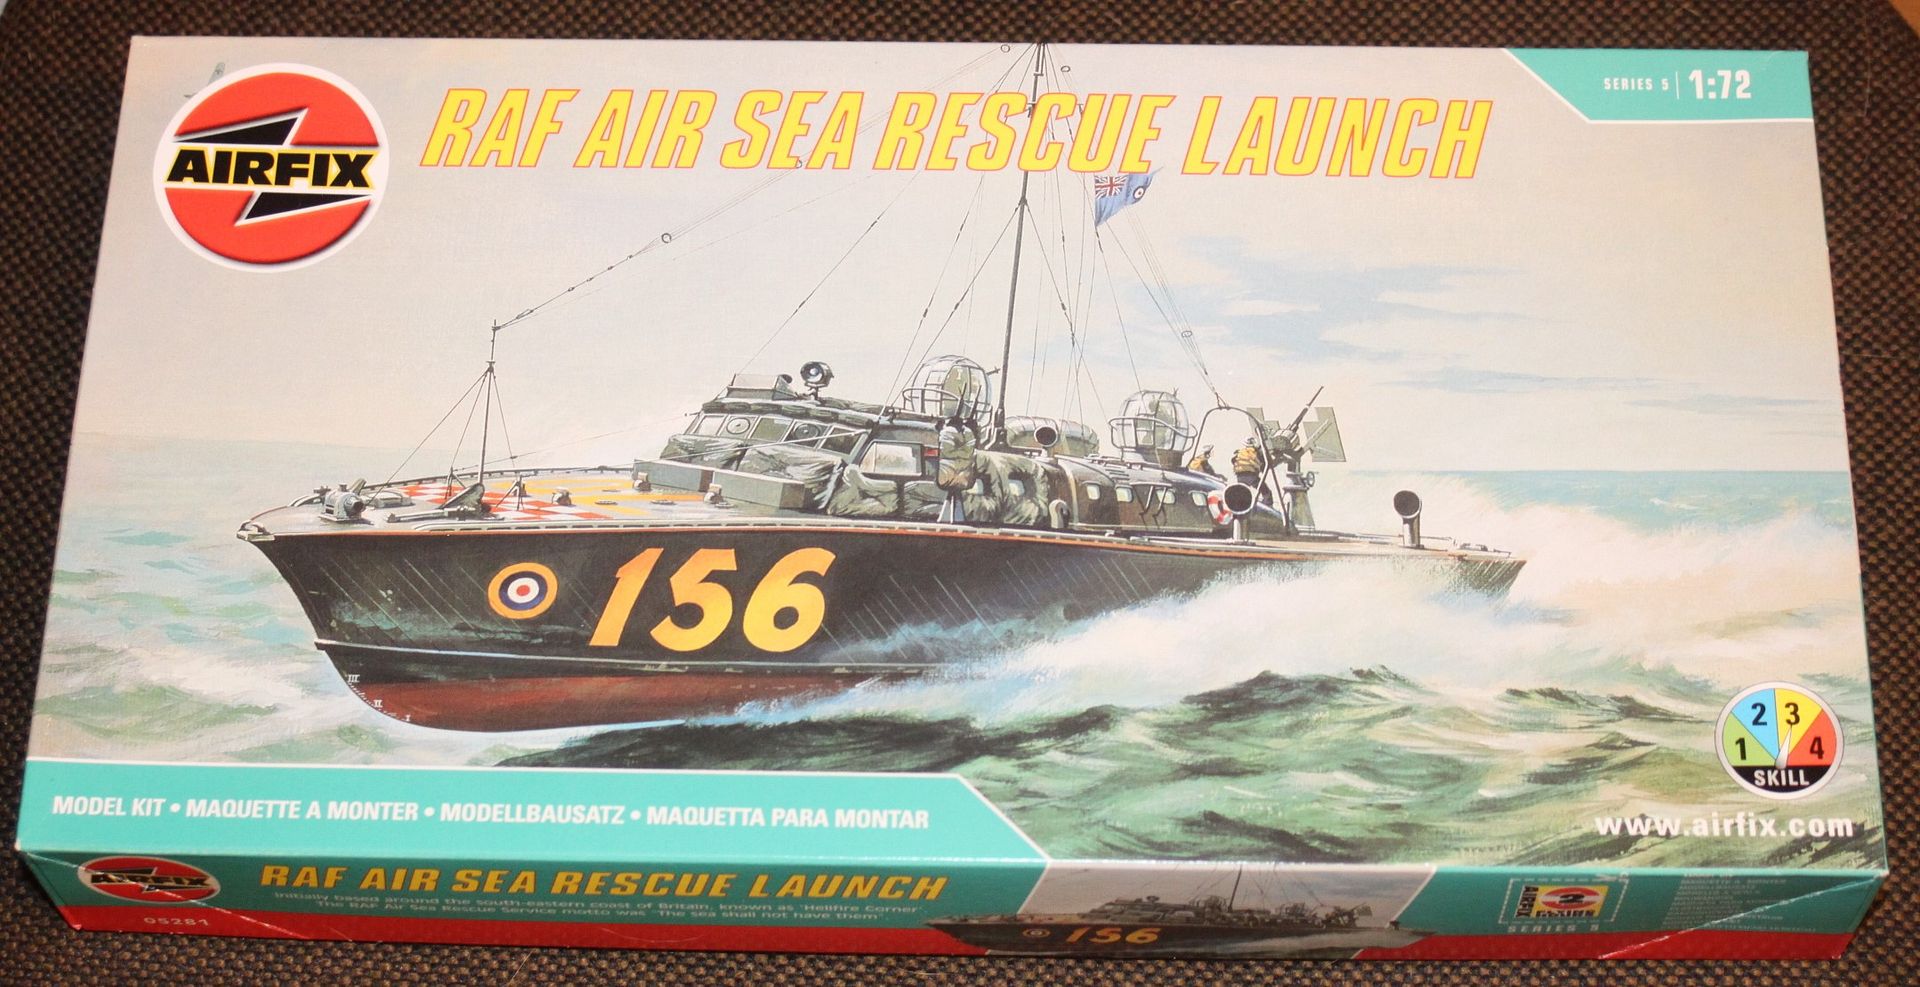 AIRFIX
RAF AIR SEA RESCUE LAUNCH
SERIES 5 | 1:72
156
III
II
I
1 2 3 4
SKILL
www.airfix.com
MODEL KIT • MAQUETTE A MONTER • MODELLBAUSATZ • MAQUETTA PARA MONTAR
AIRFIX
RAF AIR SEA RESCUE LAUNCH
Initially based around the south-eastern coast of Britain, known as 'Hellfire Corner'.
The RAF Air Sea Rescue Service motto was 'The sea shall not have them'
05281
156
AIRFIX
SERIES 5